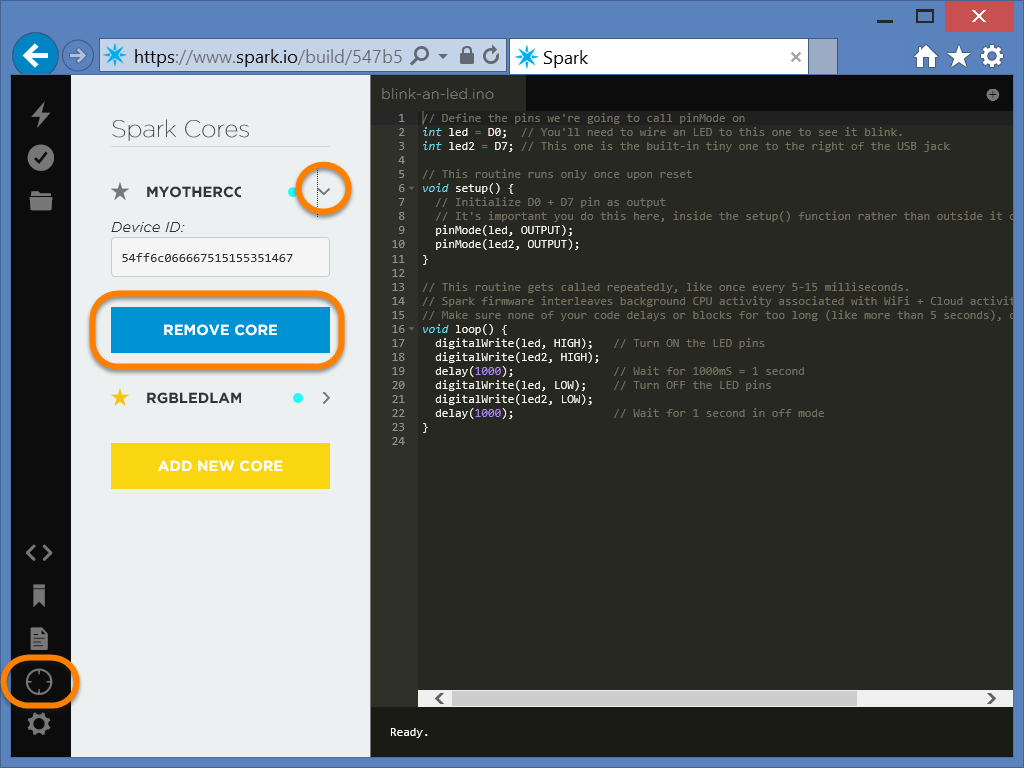 https://www.spark.io/build/547b5
Spark
Spark Cores
MYOTHERCC
Device ID:
54ff6c066667515155351467
REMOVE CORE
RGBLEDLAM
ADD NEW CORE
blink-an-led.ino
1 // Define the pins we're going to call pinMode on
2 int led = D0;  // You'll need to wire an LED to this one to see it blink.
3 int led2 = D7; // This one is the built-in tiny one to the right of the USB jack
4
5 // This routine runs only once upon reset
6 void setup() {
7   // Initialize D0 + D7 pin as output
8   // It's important you do this here, inside the setup() function rather than outside it
9   pinMode(led, OUTPUT);
10   pinMode(led2, OUTPUT);
11 }
12
13 // This routine gets called repeatedly, like once every 5-15 milliseconds.
14 // Spark firmware interleaves background CPU activity associated with WiFi + Cloud activit
15 // Make sure none of your code delays or blocks for too long (like more than 5 seconds),
16 void loop() {
17   digitalWrite(led, HIGH);   // Turn ON the LED pins
18   digitalWrite(led2, HIGH);
19   delay(1000);               // Wait for 1000mS = 1 second
20   digitalWrite(led, LOW);    // Turn OFF the LED pins
21   digitalWrite(led2, LOW);
22   delay(1000);               // Wait for 1 second in off mode
23 }
24
Ready.